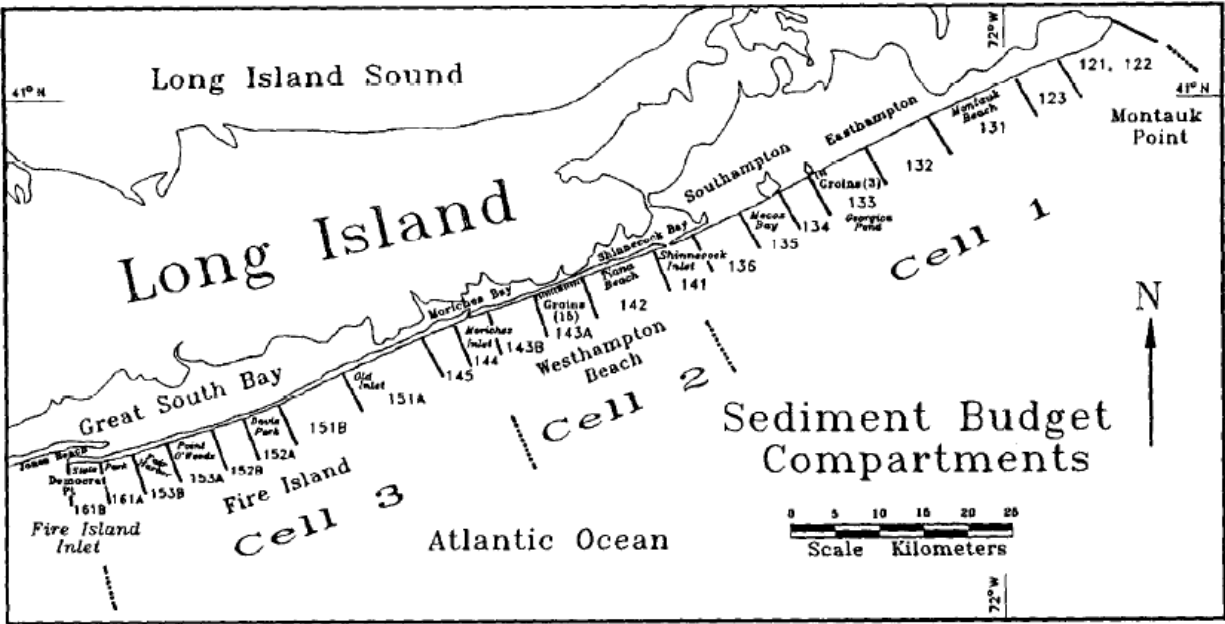 Long Island Sound
72°W
41° N
41° N
121, 122
Montauk
Point
123
Montauk
Beach
131
Easthampton
132
Groins (3)
133
Georgica
Pond
Southampton
Mecox
Bay
134
135
Cell 1
Long Island
Shinnecock Bay
Shinnecock
Inlet
136
141
Nana
Beach
142
Moriches Bay
Groins
(15)
143A
Westhampton
Beach
Moriches
Inlet
143B
144
145
Cell 2
N
Great South Bay
Old
Inlet
151A
151B
Davis
Park
152A
Point
O'Woods
152B
153A
Harbor
153B
Jones Beach
State Park
Democrat
Pt
161A
161B
Fire Island
Cell 3
Fire Island
Inlet
Sediment Budget
Compartments
Atlantic Ocean
0 5 10 15 20 25
Scale Kilometers
72°W